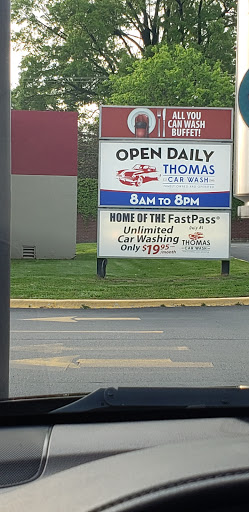 ALL YOU
CAN WASH
BUFFET!
OPEN DAILY
THOMAS
CAR WASH
8AM to 8PM
HOME OF THE FastPass®
Unlimited
Car Washing
Only $19.95
/month
THOMAS
CAR WASH